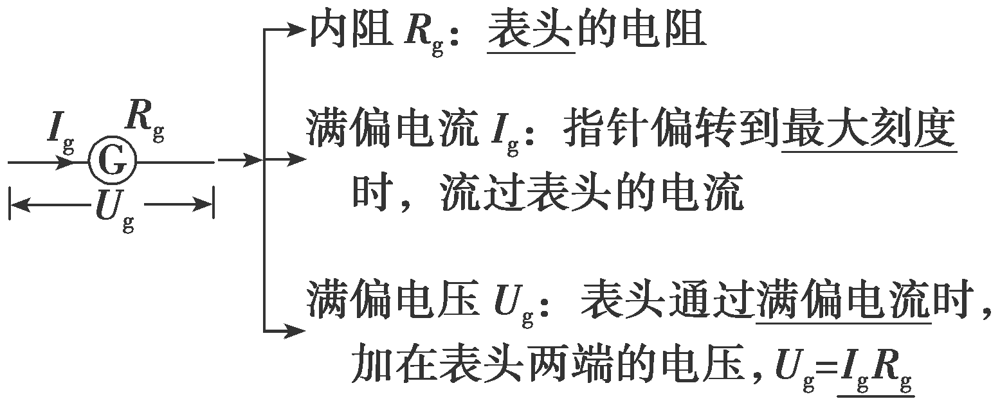 内阻 Rg：表头的电阻
Ig
Rg
G
Ug
满偏电流 Ig：指针偏转到最大刻度
时，流过表头的电流
满偏电压 Ug：表头通过满偏电流时，
加在表头两端的电压，Ug=IgRg